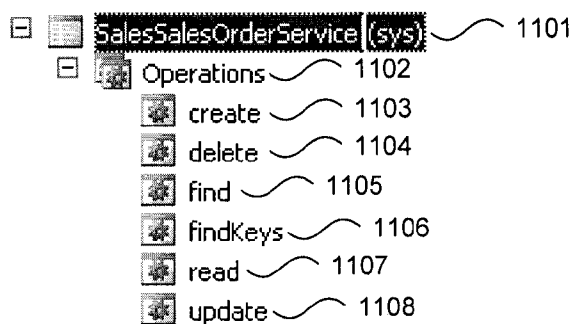 SalesSalesOrderService (sys) 1101
Operations 1102
create 1103
delete 1104
find 1105
findKeys 1106
read 1107
update 1108